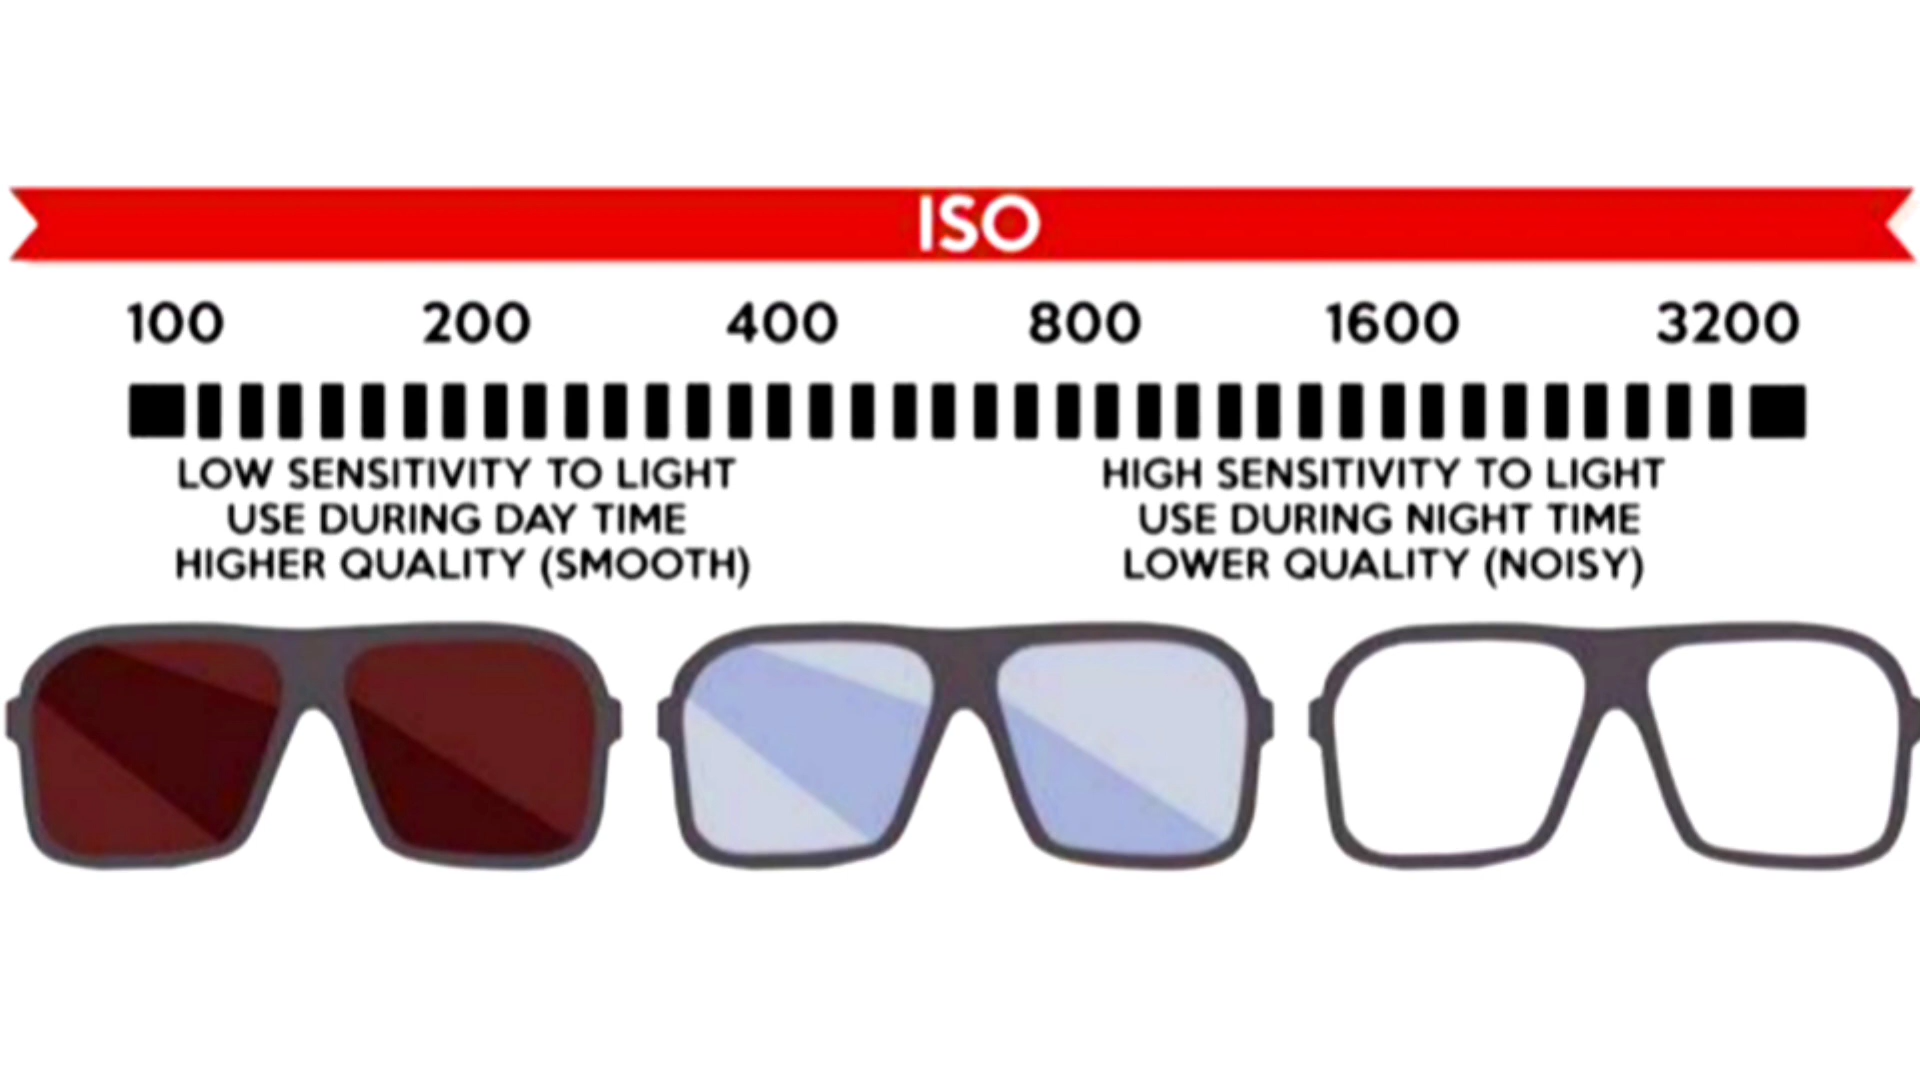 ISO
100 200 400 800 1600 3200
LOW SENSITIVITY TO LIGHT
USE DURING DAY TIME
HIGHER QUALITY (SMOOTH)
HIGH SENSITIVITY TO LIGHT
USE DURING NIGHT TIME
LOWER QUALITY (NOISY)